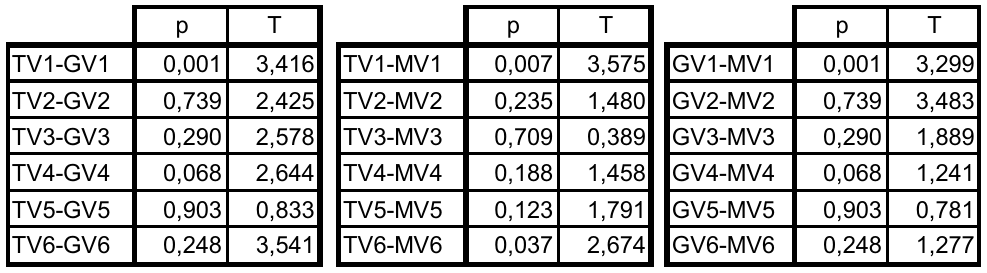 p T p T p T
TV1-GV1 0,001 3,416 TV1-MV1 0,007 3,575 GV1-MV1 0,001 3,299
TV2-GV2 0,739 2,425 TV2-MV2 0,235 1,480 GV2-MV2 0,739 3,483
TV3-GV3 0,290 2,578 TV3-MV3 0,709 0,389 GV3-MV3 0,290 1,889
TV4-GV4 0,068 2,644 TV4-MV4 0,188 1,458 GV4-MV4 0,068 1,241
TV5-GV5 0,903 0,833 TV5-MV5 0,123 1,791 GV5-MV5 0,903 0,781
TV6-GV6 0,248 3,541 TV6-MV6 0,037 2,674 GV6-MV6 0,248 1,277